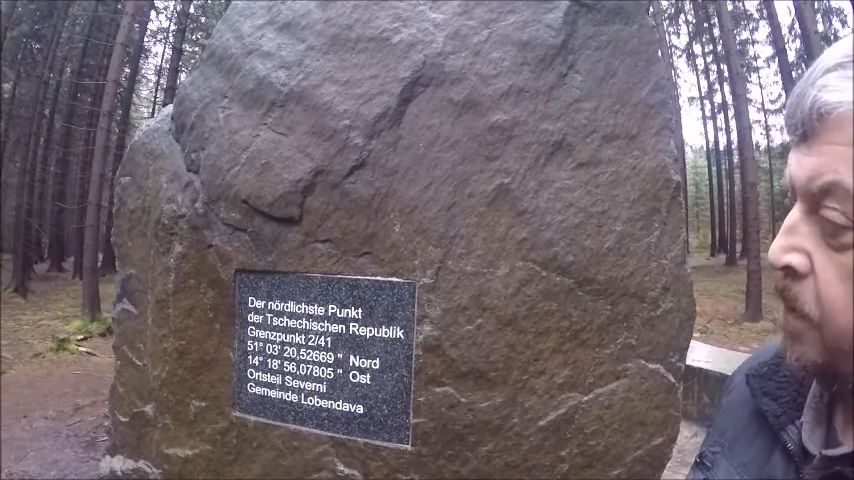 Der nördlichste Punkt
der Tschechischen Republik
Grenzpunkt 2/41
51° 03' 20,52669 " Nord
14° 18' 56,07805 " Ost
Ortsteil Severni
Gemeinde Lobendava